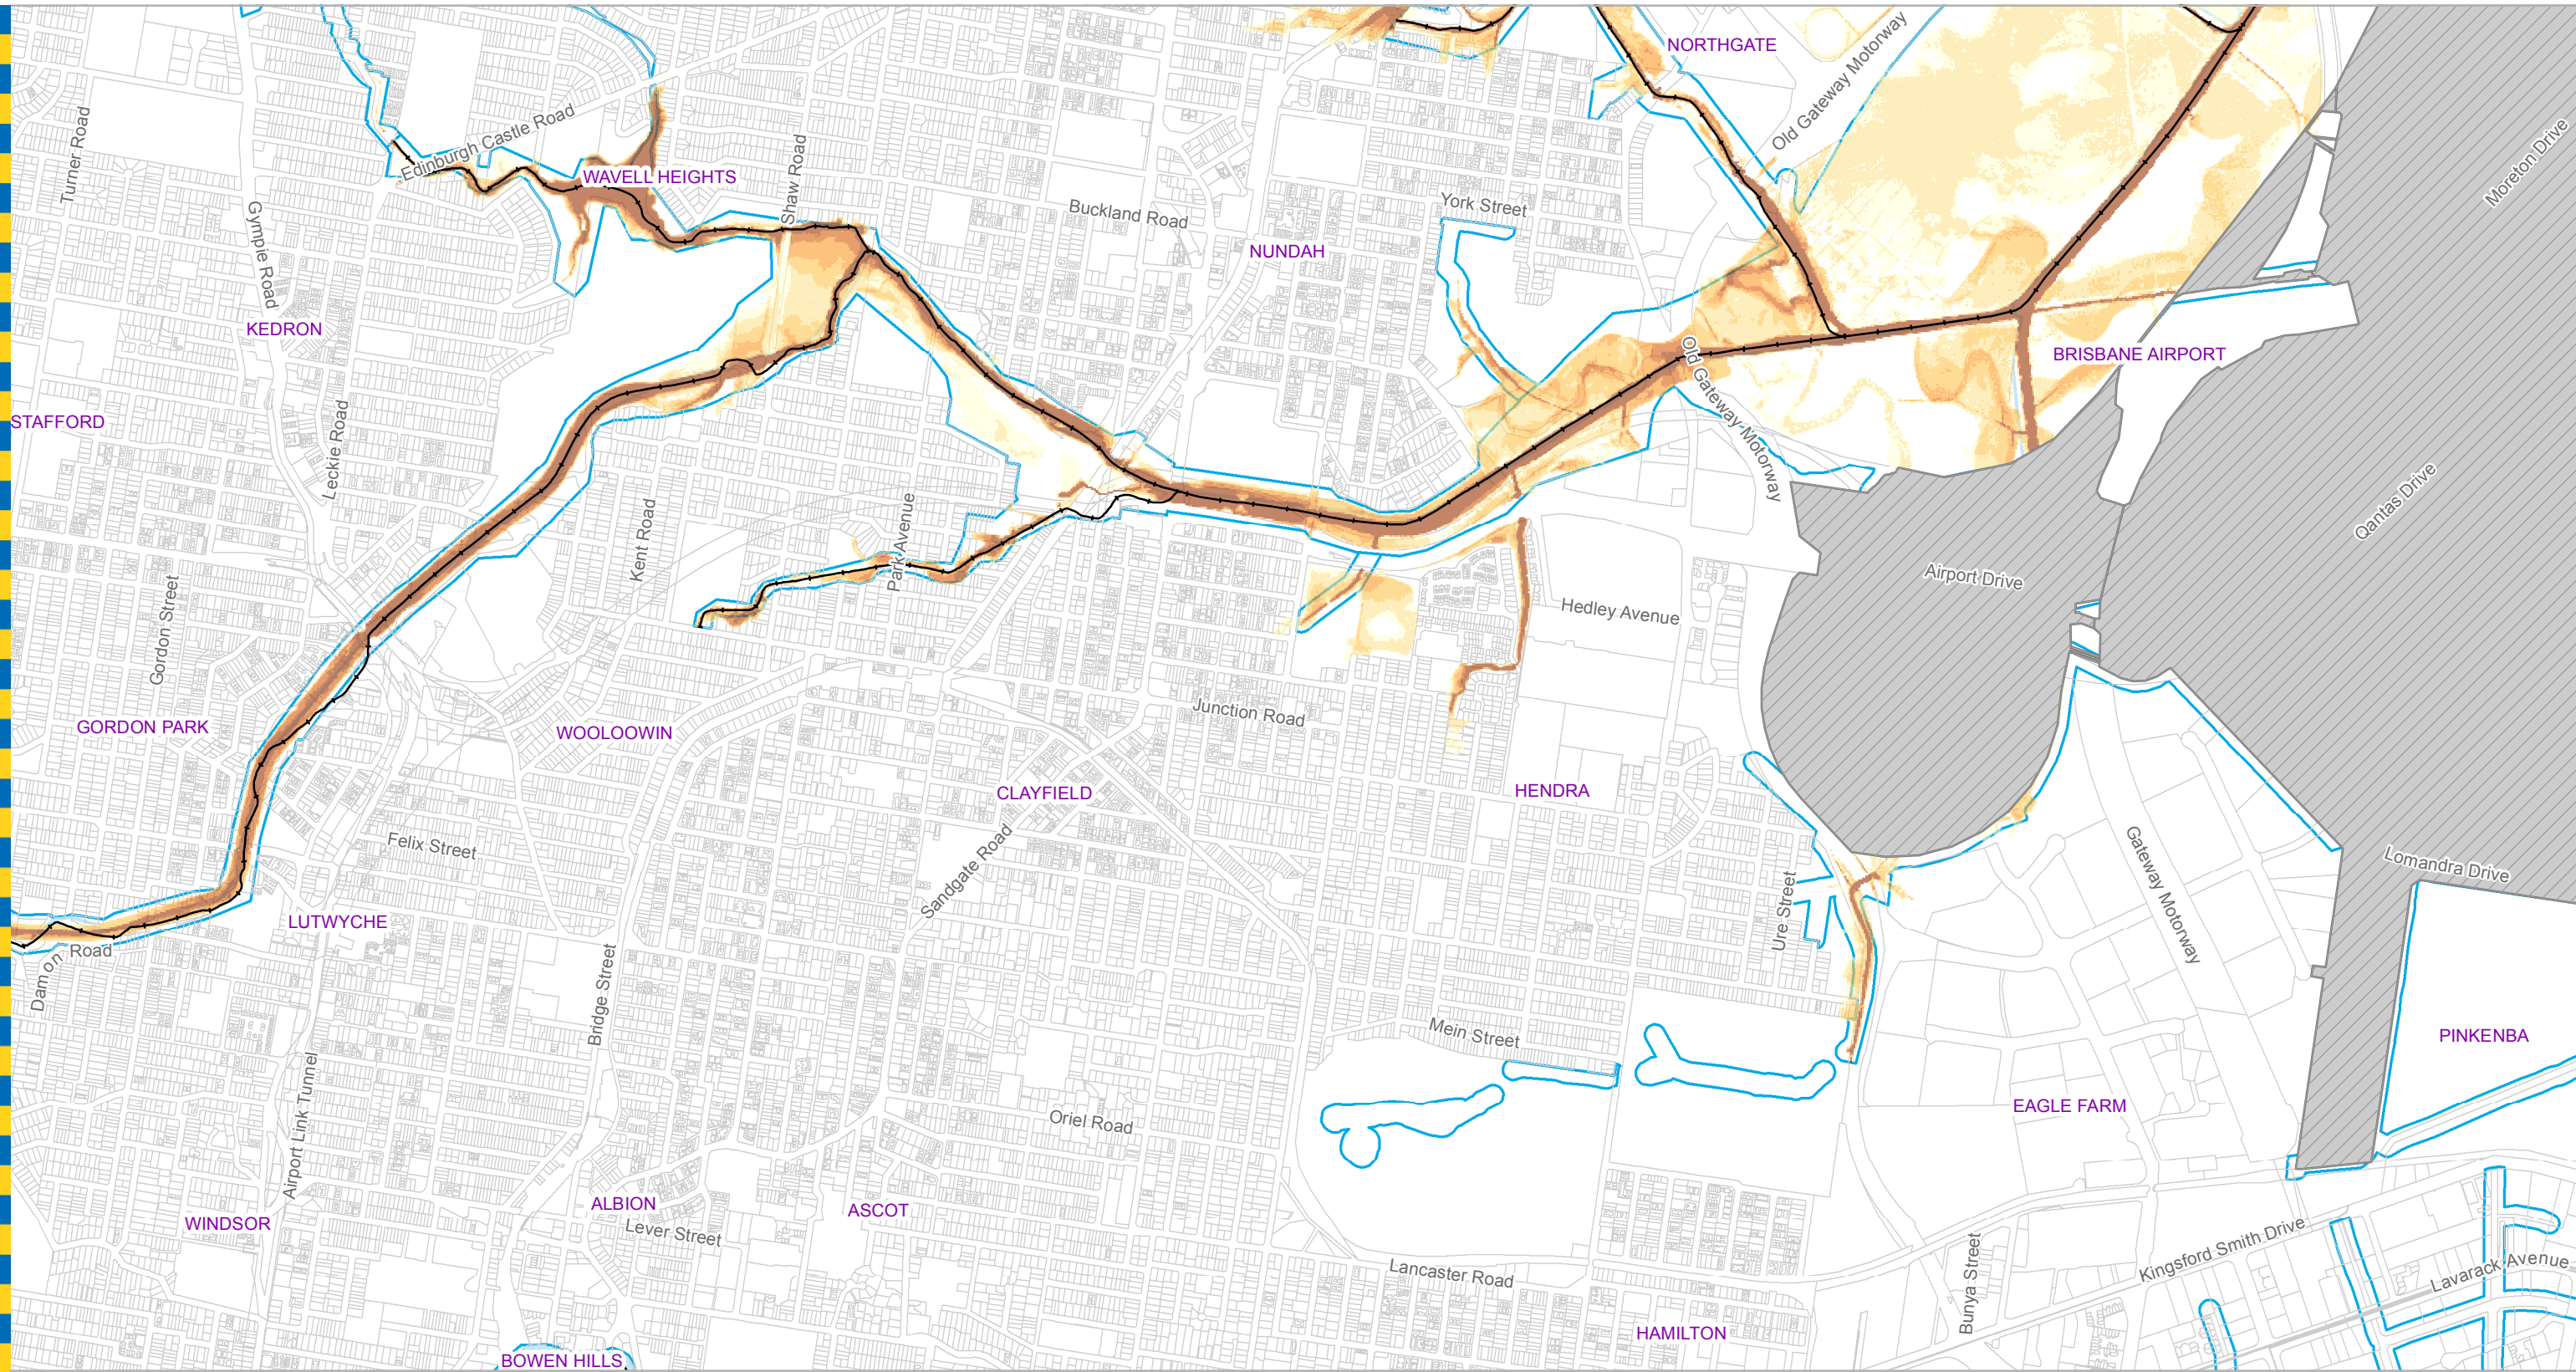 NORTHGATE
Old Gateway Motorway
Edinburgh Castle Road
Turner Road
Shaw Road
WAVELL HEIGHTS
Moreton Drive
Buckland Road
York Street
Gympie Road
NUNDAH
KEDRON
BRISBANE AIRPORT
Old Gateway Motorway
STAFFORD
Leckie Road
Qantas Drive
Kent Road
Park Avenue
Airport Drive
Hedley Avenue
Gordon Street
Junction Road
GORDON PARK
WOOLOOWIN
CLAYFIELD
HENDRA
Felix Street
Sandgate Road
Gateway Motorway
Lomandra Drive
Ure Street
LUTWYCHE
Damon Road
Bridge Street
Mein Street
PINKENBA
EAGLE FARM
Airport Link Tunnel
Oriel Road
ALBION
ASCOT
WINDSOR
Lever Street
Kingsford Smith Drive
Lancaster Road
Bunya Street
Lavarack Avenue
HAMILTON
BOWEN HILLS